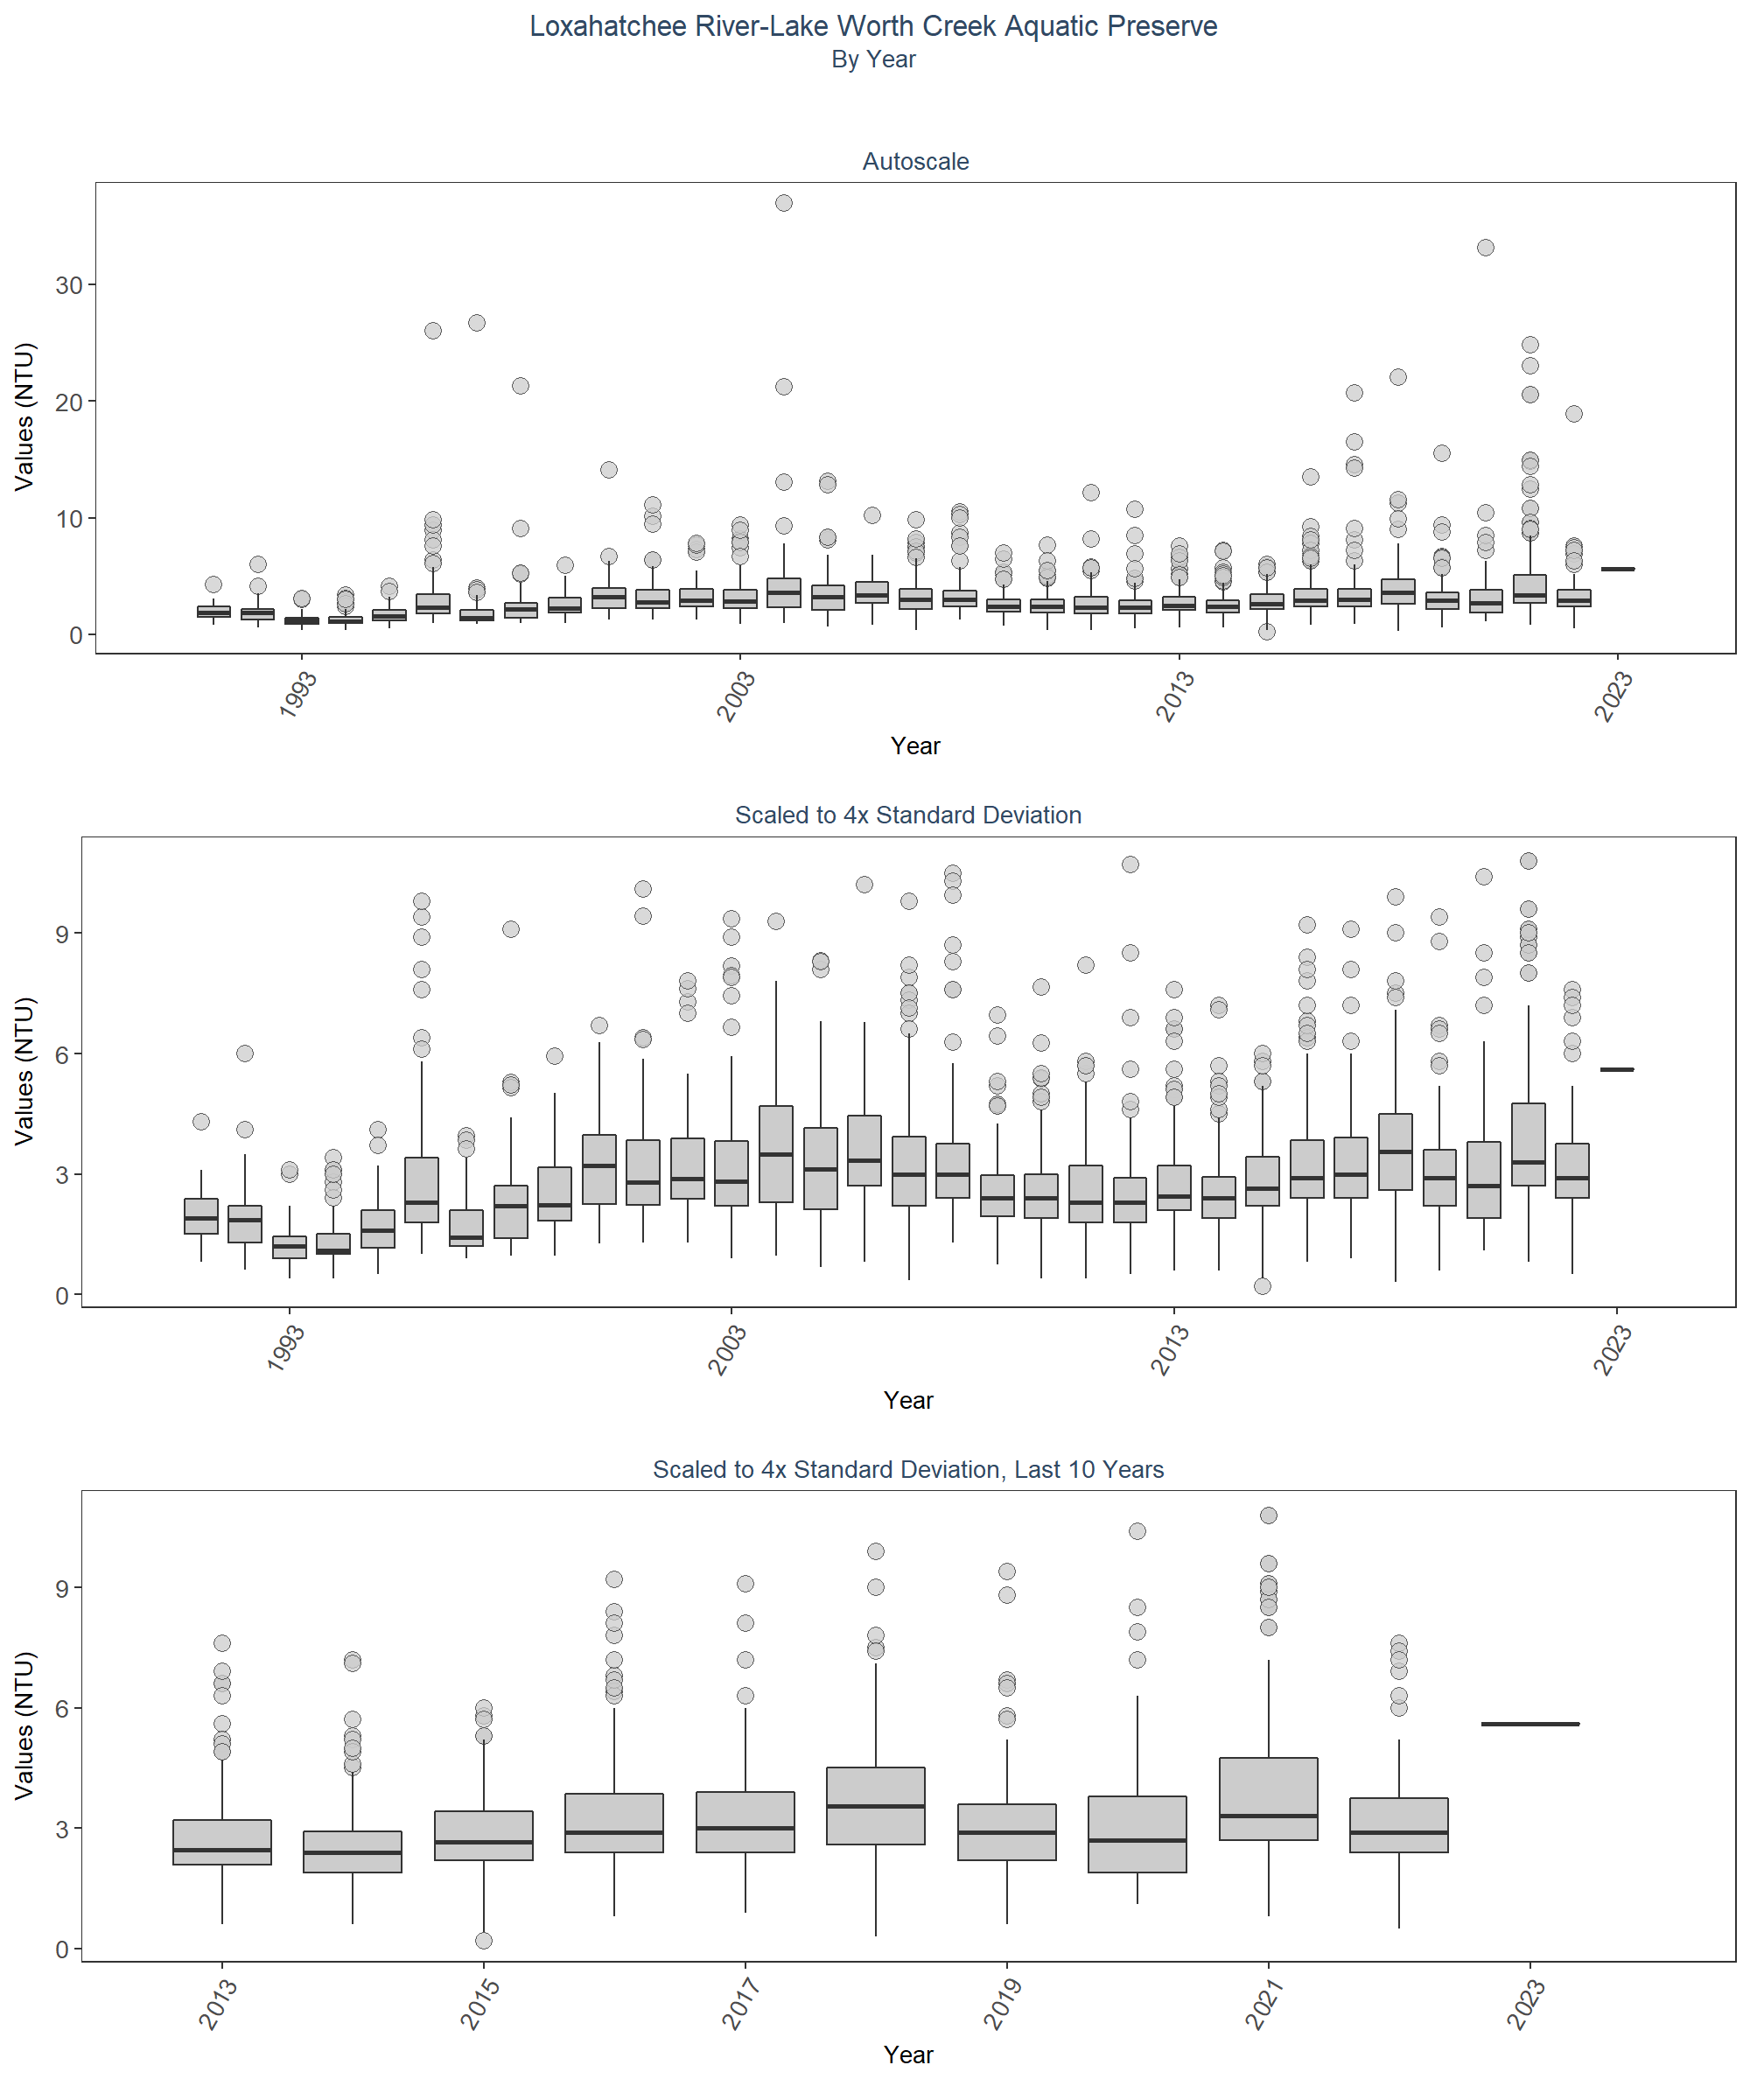 Loxahatchee River-Lake Worth Creek Aquatic Preserve
By Year
Autoscale
Values (NTU)
30
20
10
0
1993
2003
2013
2023
Year
Scaled to 4x Standard Deviation
Values (NTU)
9
6
3
0
1993
2003
2013
2023
Year
Scaled to 4x Standard Deviation, Last 10 Years
Values (NTU)
9
6
3
0
2013
2015
2017
2019
2021
2023
Year